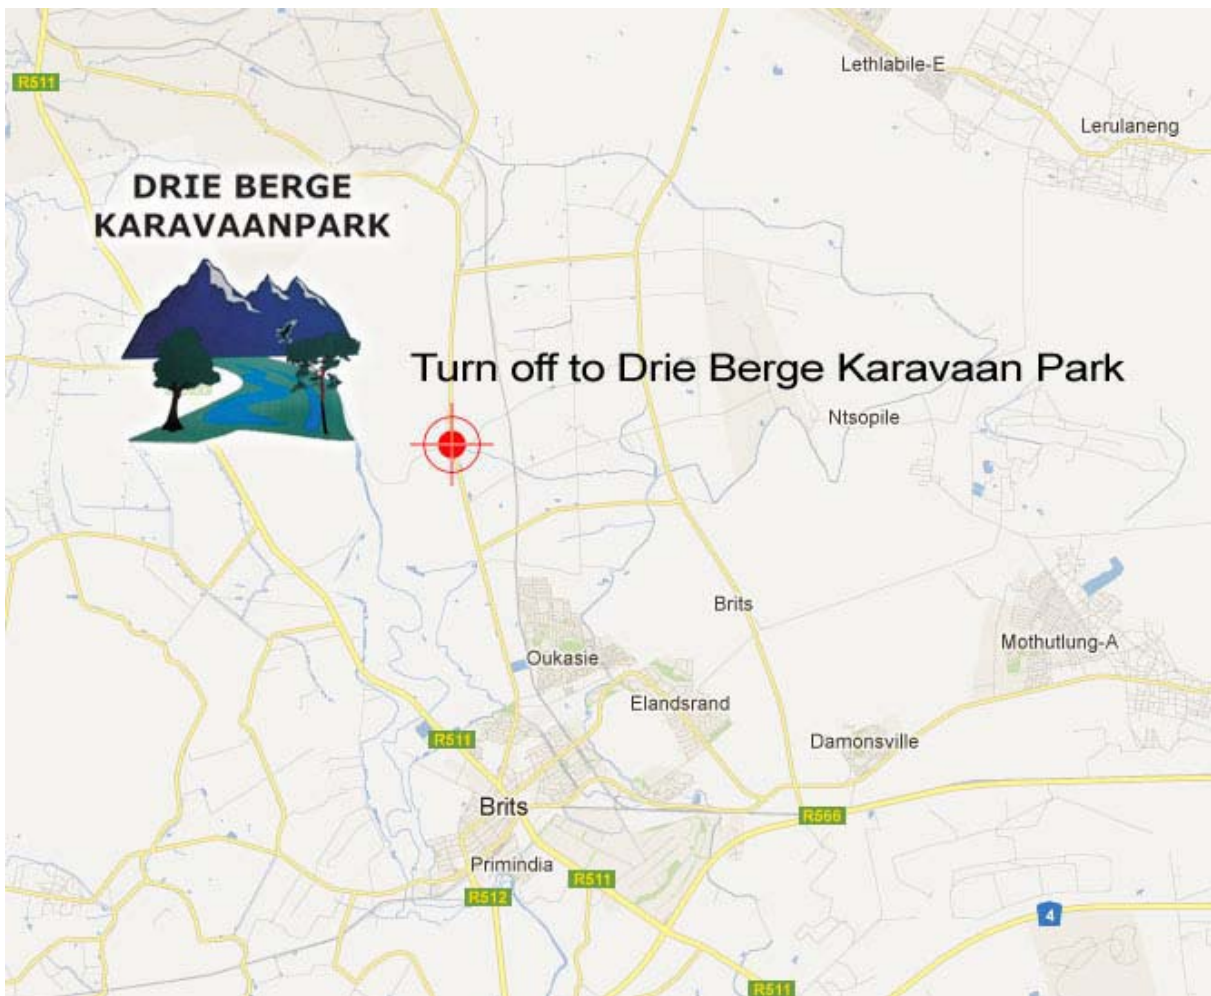 Lethlabile-E
R511
Lerulaneng
DRIE BERGE
KARAVAANPARK
Turn off to Drie Berge Karavaan Park
Ntsopile
Brits
Mothutlung-A
Oukasie
Elandsrand
R511
Damonsville
Brits
R566
Primindia
R511
R512
4
R511